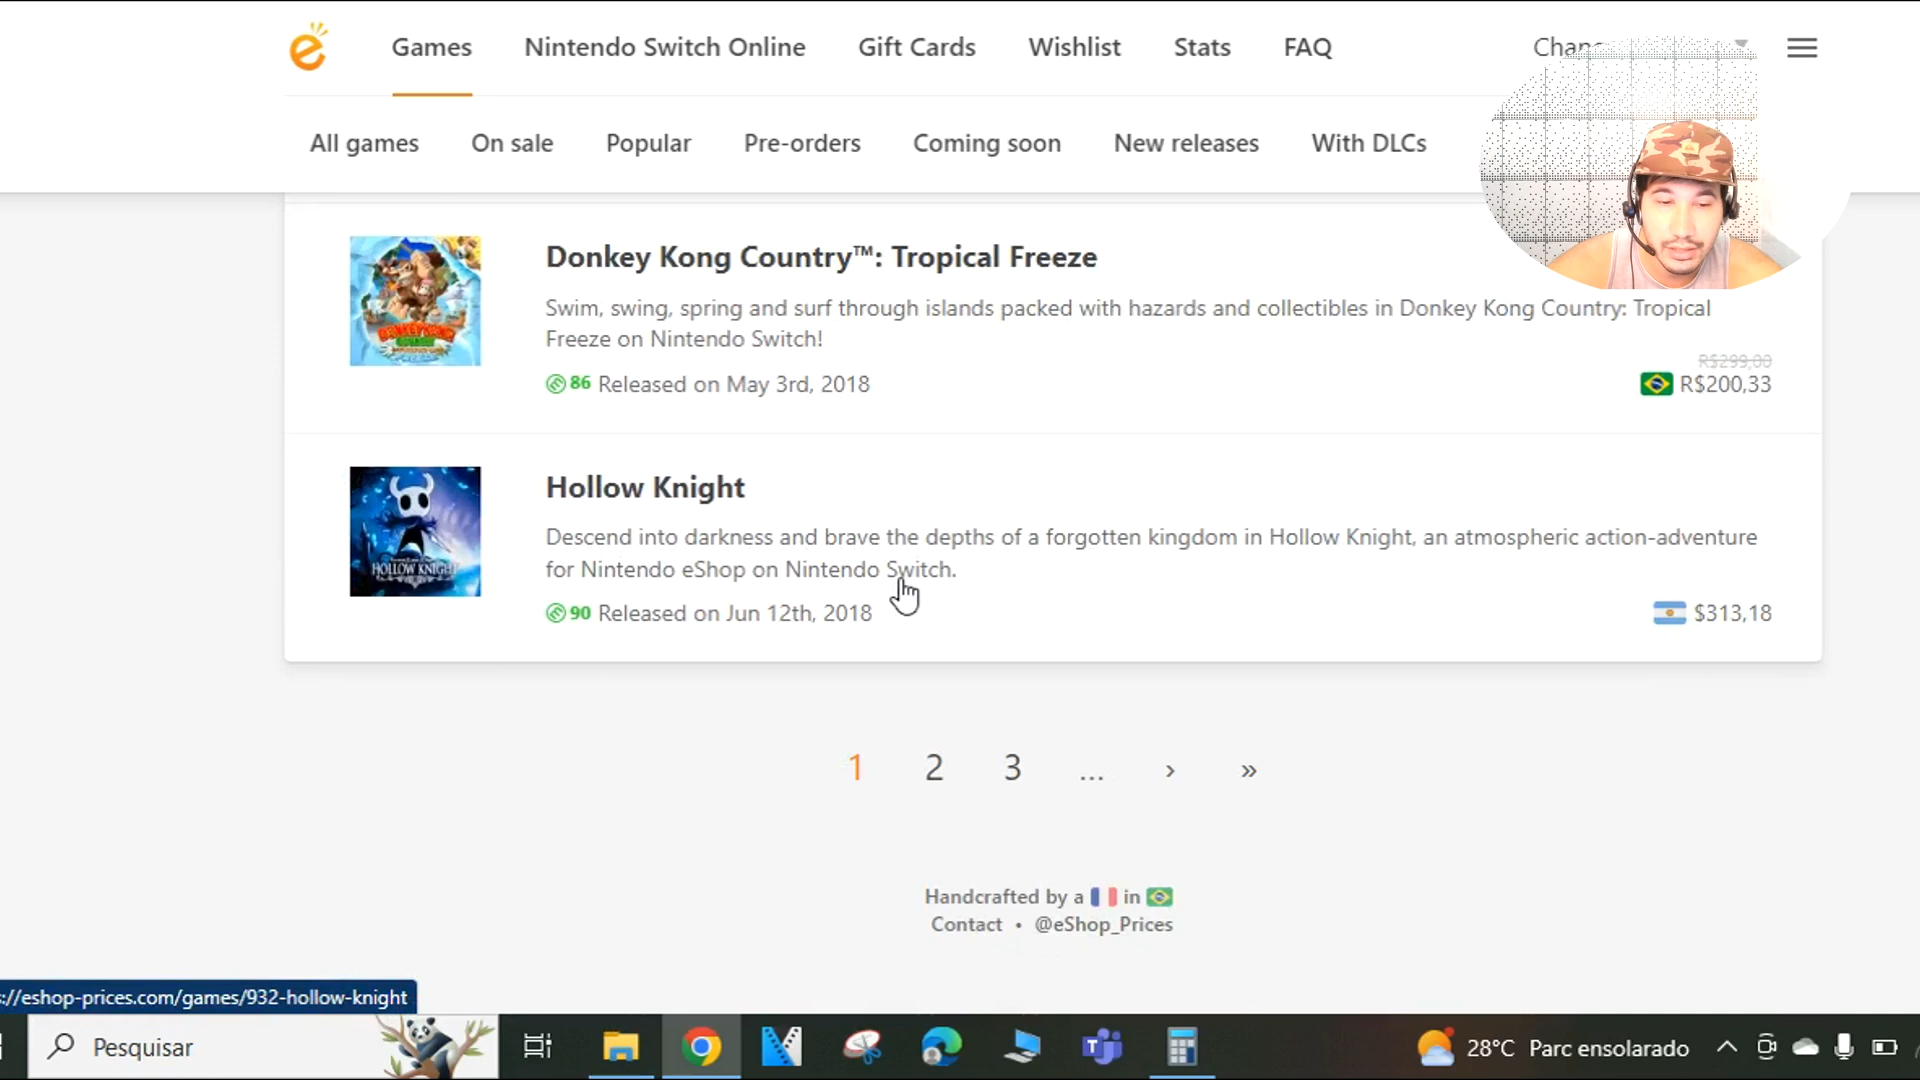 Games
Nintendo Switch Online
Gift Cards
Wishlist
Stats
FAQ
All games
On sale
Popular
Pre-orders
Coming soon
New releases
With DLCs
Donkey Kong Country™: Tropical Freeze
Swim, swing, spring and surf through islands packed with hazards and collectibles in Donkey Kong Country: Tropical
Freeze on Nintendo Switch!
R$299,00
86 Released on May 3rd, 2018
R$200,33
Hollow Knight
Descend into darkness and brave the depths of a forgotten kingdom in Hollow Knight, an atmospheric action-adventure
for Nintendo eShop on Nintendo Switch.
HOLLOW KNIGHT
90 Released on Jun 12th, 2018
$313,18
1 2 3 ... › »
Handcrafted by a in
Contact • @eShop_Prices
://eshop-prices.com/games/932-hollow-knight
Pesquisar
28°C Parc ensolarado